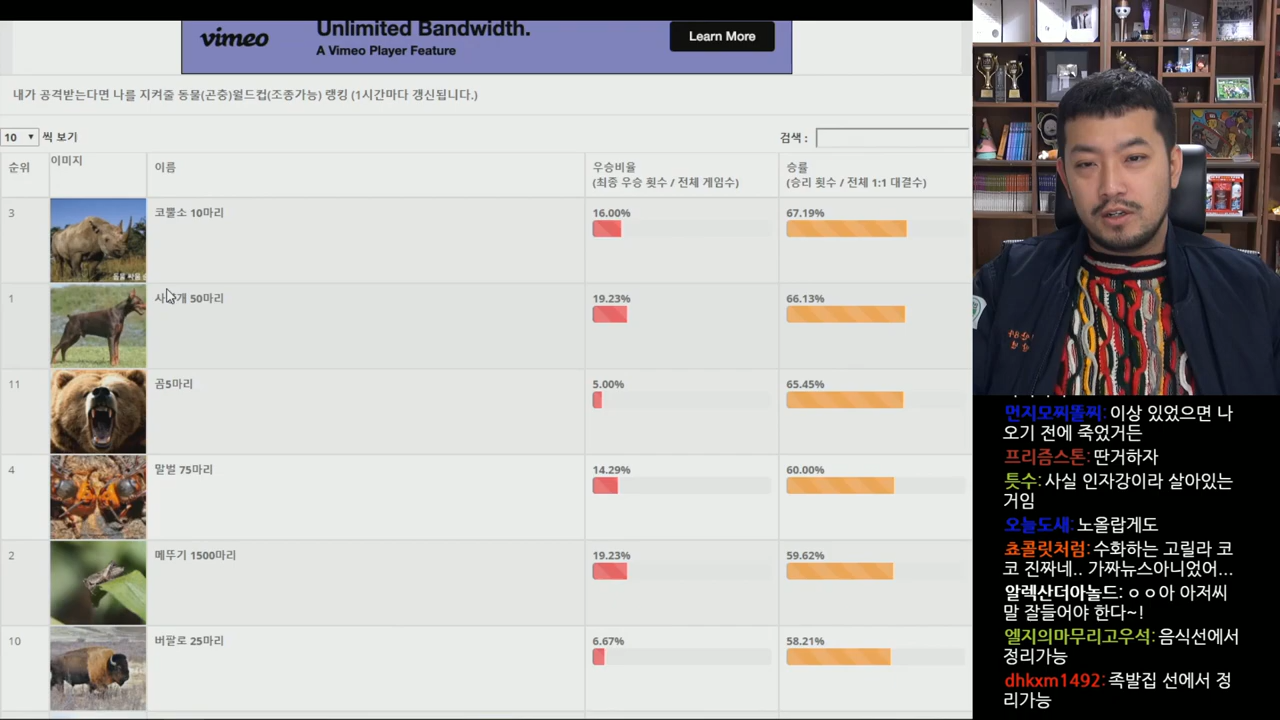 vimeo
Unlimited Bandwidth.
A Vimeo Player Feature
Learn More
내가 공격받는다면 나를 지켜줄 동물(곤중)월드컵(조종가능) 랭킹 (1시간마다 갱신됩니다.)
10 씩 보기
검색 :
순위 이미지 이름 우승비율 승률
(최종 우승 횟수 / 전체 게임수) (승리 횟수 / 전체 1:1 대결수)
3 코뿔소 10마리 16.00% 67.19%
1 개 50마리 19.23% 66.13%
11 곰5마리 5.00% 65.45%
4 말벌 75마리 14.29% 60.00%
2 메뚜기 1500마리 19.23% 59.62%
10 버팔로 25마리 6.67% 58.21%
먼지모찌똘찌: 이상 있었으면 나
오기 전에 죽었거든
프리즘스톤: 딴거하자
틋수: 사실 인자강이라 살아있는
거임
오늘도새: 노올랍게도
쵸콜릿처럼: 수화하는 고릴라 코
코 진짜네.. 가짜뉴스아니었어...
알렉산더아놀드: ㅇㅇ아 아저씨
말 잘들어야 한다~!
엘지의마무리고우석: 음식선에서
정리가능
dhkxm1492: 족발집 선에서 정
리가능